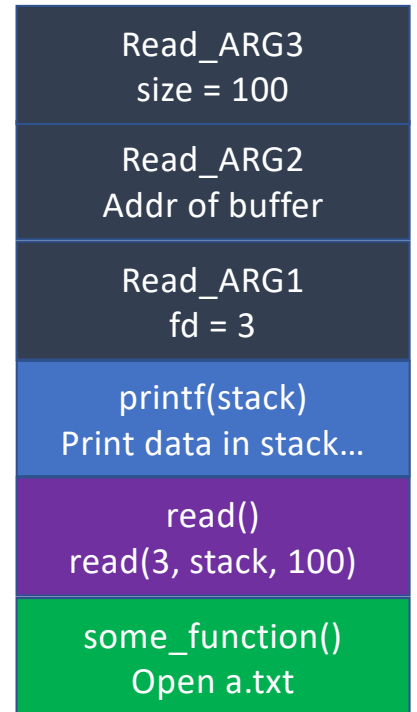 Read_ARG3
size = 100
Read_ARG2
Addr of buffer
Read_ARG1
fd = 3
printf(stack)
Print data in stack…
read()
read(3, stack, 100)
some_function()
Open a.txt